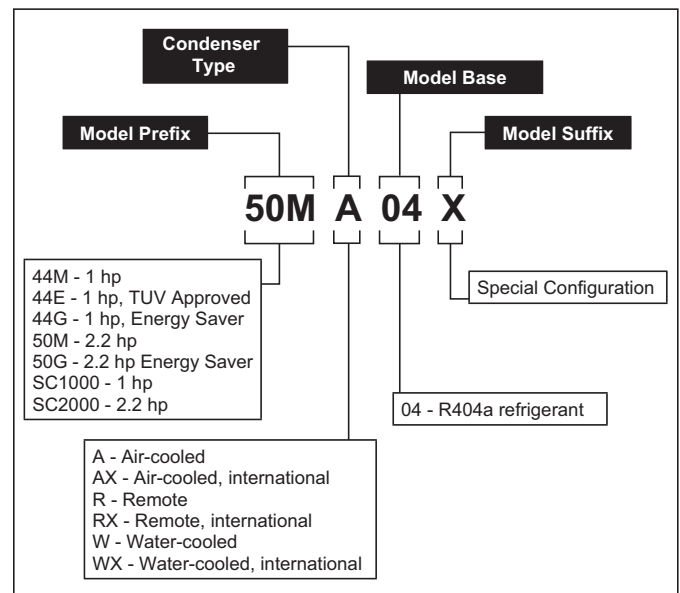 Condenser
Type
Model Base
Model Prefix
Model Suffix
50M A 04 X
44M - 1 hp
44E - 1 hp, TUV Approved
44G - 1 hp, Energy Saver
50M - 2.2 hp
50G - 2.2 hp Energy Saver
SC1000 - 1 hp
SC2000 - 2.2 hp
Special Configuration
04 - R404a refrigerant
A - Air-cooled
AX - Air-cooled, international
R - Remote
RX - Remote, international
W - Water-cooled
WX - Water-cooled, international